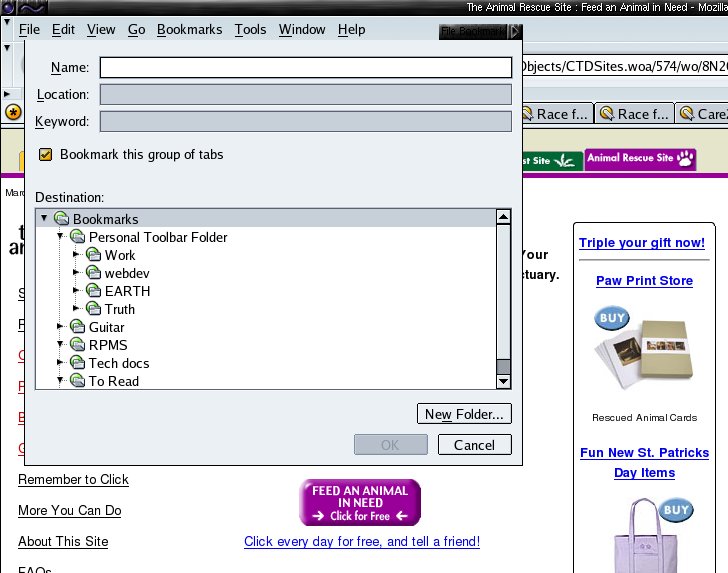 The Animal Rescue Site : Feed an Animal in Need - Mozilla
File Edit View Go Bookmarks Tools Window Help
File Bookmark
Name:
Objects/CTDSites.woa/574/wo/8N2
Location:
Keyword:
Race f... Race f... Care
Bookmark this group of tabs
st Site Animal Rescue Site
Destination:
Bookmarks
Personal Toolbar Folder
Work
webdev
EARTH
Truth
Guitar
RPMS
Tech docs
To Read
New Folder...
OK Cancel
Your
ctuary.
Triple your gift now!
Paw Print Store
BUY
Rescued Animal Cards
Fun New St. Patricks
Day Items
BUY
Remember to Click
More You Can Do
About This Site
FAQs
FEED AN ANIMAL
IN NEED
Click for Free
Click every day for free, and tell a friend!